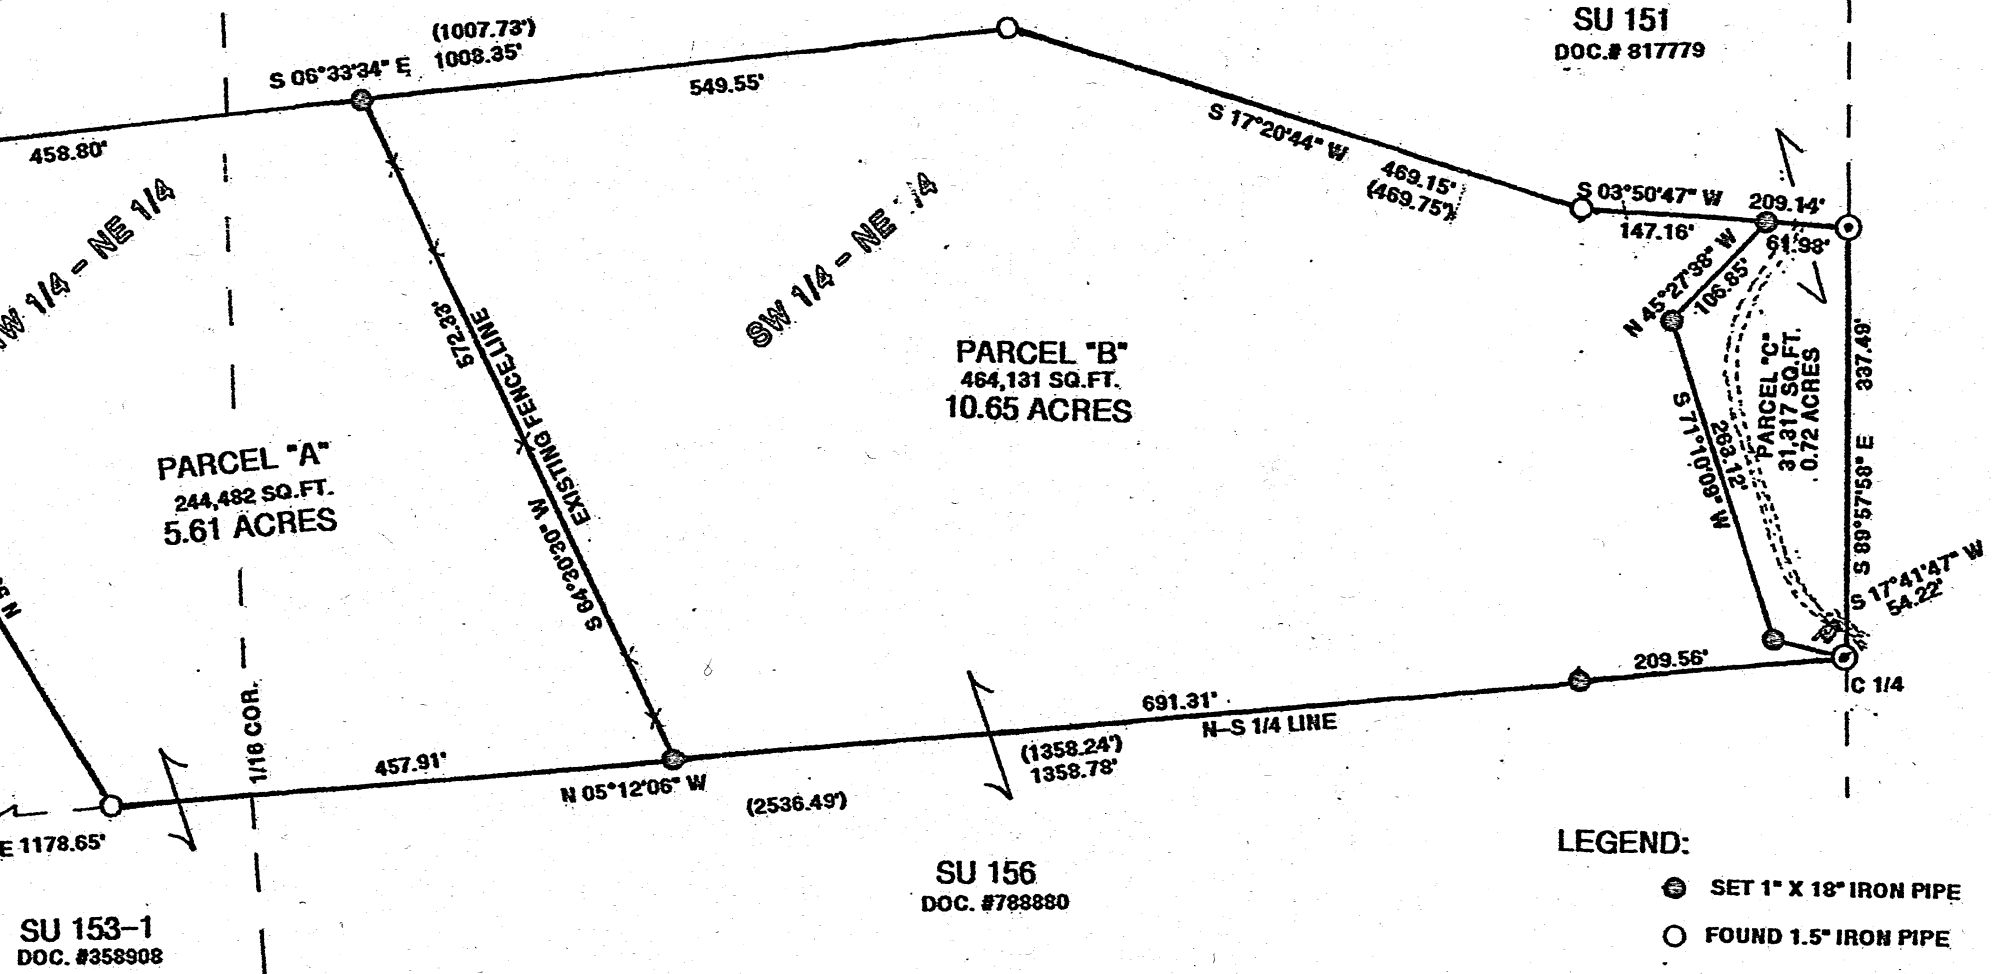 SU 151
DOC.# 817779
(1007.73')
S 06°33'34" E 1008.35'
549.55'
458.80'
S 17°20'44" W
469.15'
(469.75')
S 03°50'47" W 209.14'
147.16'
61.98'
N 45°27'38" W
106.85'
W 1/4 - NE 1/4
SW 1/4 - NE 1/4
572.33'
EXISTING FENCELINE
S 64°30'30" W
PARCEL "B"
464,131 SQ.FT.
10.65 ACRES
PARCEL "A"
244,482 SQ.FT.
5.61 ACRES
PARCEL "C"
31,317 SQ.FT.
0.72 ACRES
337.49'
S 89°57'58" E
263.12'
S 71°10'09" W
S 17°41'47" W
54.22'
C 1/4
209.56'
691.31'
N-S 1/4 LINE
(1358.24')
1358.78'
1/16 COR.
457.91'
N 05°12'06" W
(2536.49')
E 1178.65'
SU 156
DOC. #788880
SU 153-1
DOC. #358908
LEGEND:
SET 1" X 18" IRON PIPE
FOUND 1.5" IRON PIPE